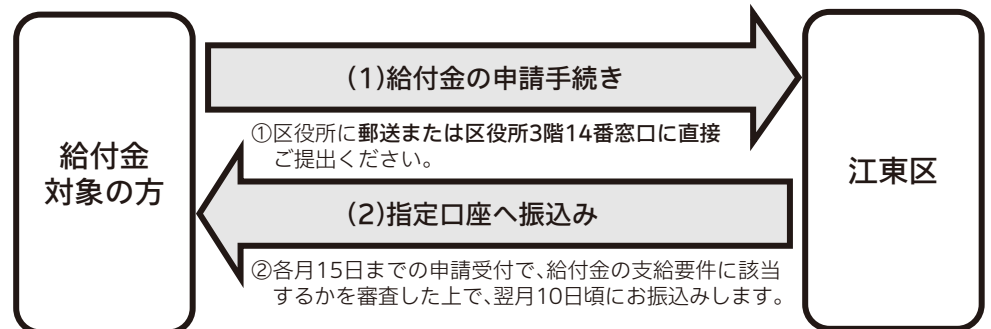 (1)給付金の申請手続き
①区役所に郵送または区役所3階14番窓口に直接
ご提出ください。
給付金
対象の方
江東区
(2)指定口座へ振込み
②各月15日までの申請受付で、給付金の支給要件に該当
するかを審査した上で、翌月10日頃にお振込みします。